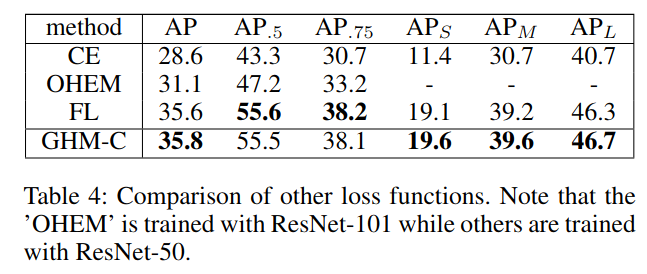 method AP AP.5 AP.75 APS APM APL
CE 28.6 43.3 30.7 11.4 30.7 40.7
OHEM 31.1 47.2 33.2 - - -
FL 35.6 55.6 38.2 19.1 39.2 46.3
GHM-C 35.8 55.5 38.1 19.6 39.6 46.7
Table 4: Comparison of other loss functions. Note that the
’OHEM’ is trained with ResNet-101 while others are trained
with ResNet-50.